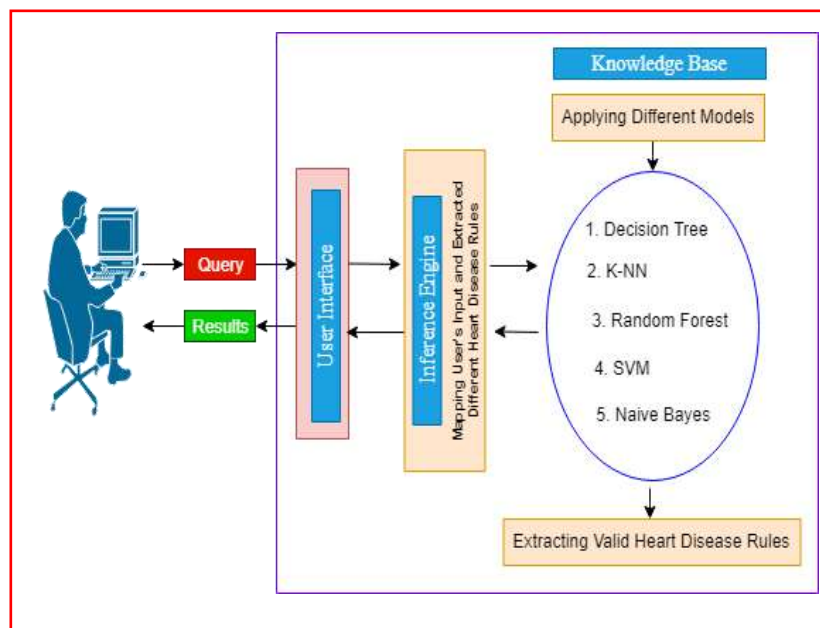 Knowledge Base
Applying Different Models
Query
Results
User Interface
Inference Engine
Mapping User's Input and Extracted
Different Heart Disease Rules
1. Decision Tree
2. K-NN
3. Random Forest
4. SVM
5. Naive Bayes
Extracting Valid Heart Disease Rules